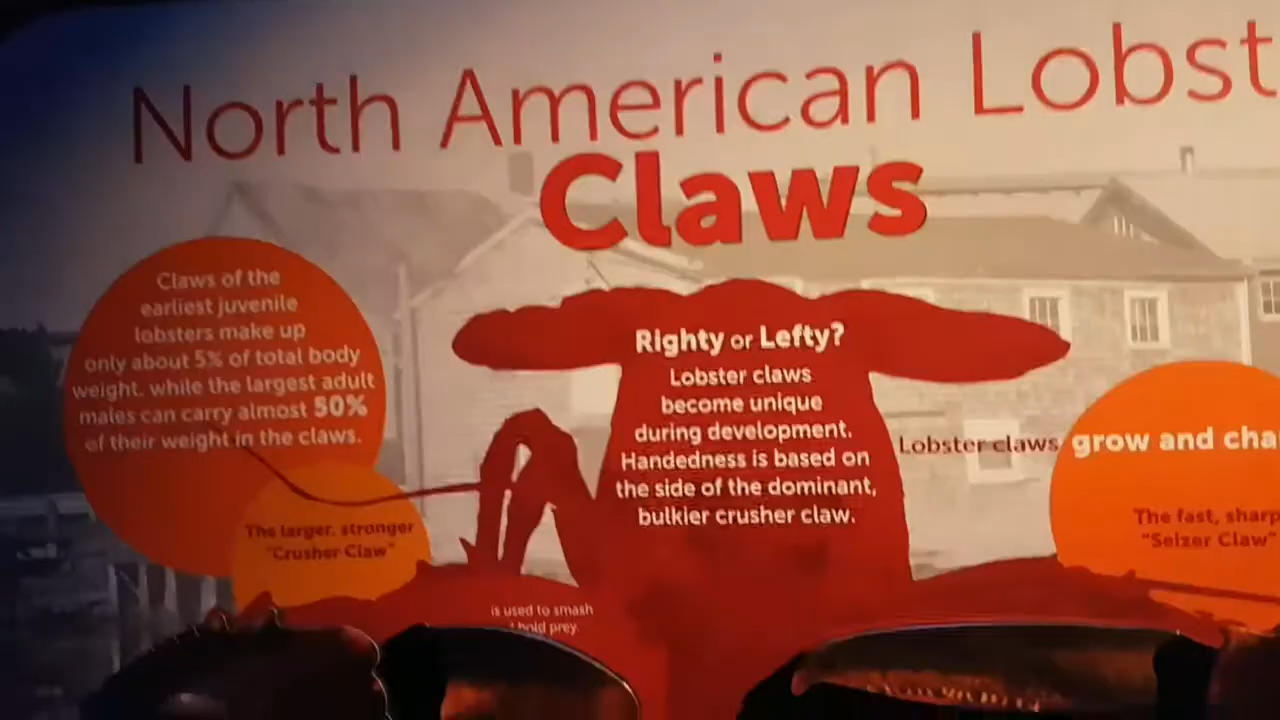 North American Lobst
Claws
Claws of the
earliest juvenile
lobsters make up
only about 5% of total body
weight, while the largest adult
males can carry almost 50%
of their weight in the claws.
The larger, stronger
"Crusher Claw"
is used to smash
hold prey.
Righty or Lefty?
Lobster claws
become unique
during development.
Handedness is based on
the side of the dominant,
bulkier crusher claw.
Lobster claws grow and cha
The fast, sharp
"Seizer Claw"